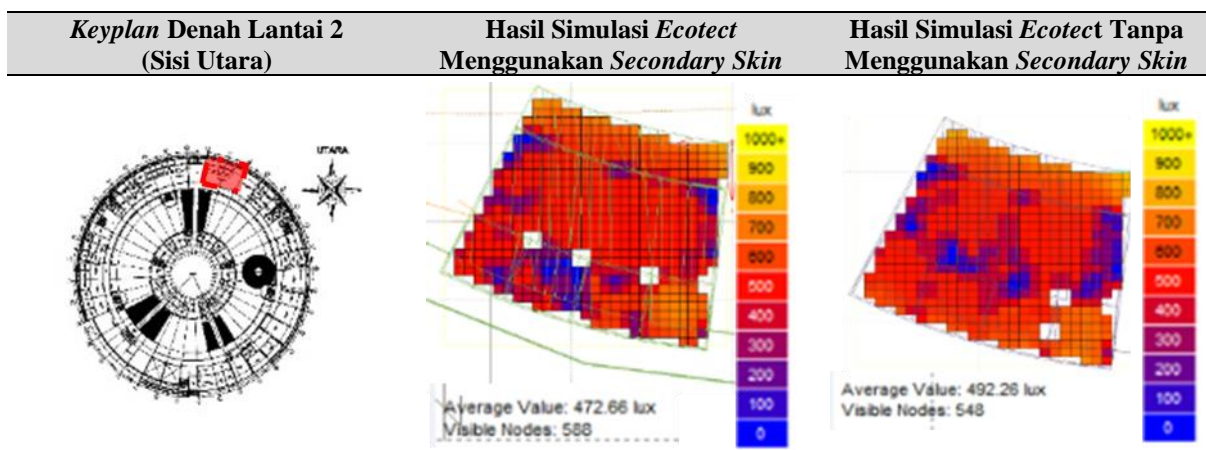 Keyplan Denah Lantai 2
(Sisi Utara)
Hasil Simulasi Ecotect
Menggunakan Secondary Skin
Hasil Simulasi Ecotect Tanpa
Menggunakan Secondary Skin
UTARA
lux
1000+
900
800
700
600
500
400
300
200
100
0
Average Value: 472.66 lux
Visible Nodes: 588
lux
1000+
900
800
700
600
500
400
300
200
100
0
Average Value: 492.26 lux
Visible Nodes: 548